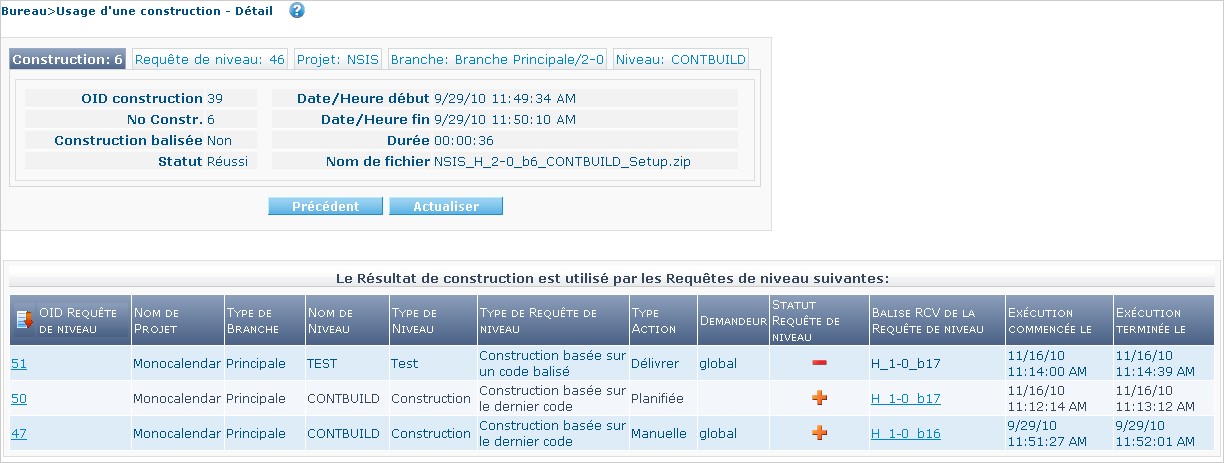 Bureau>Usage d'une construction - Détail ?
Construction: 6 Requête de niveau: 46 Projet: NSIS Branche: Branche Principale/2-0 Niveau: CONTBUILD
OID construction 39 Date/Heure début 9/29/10 11:49:34 AM
No Constr. 6 Date/Heure fin 9/29/10 11:50:10 AM
Construction balisée Non Durée 00:00:36
Statut Réussi Nom de fichier NSIS_H_2-0_b6_CONTBUILD_Setup.zip
Précédent Actualiser
Le Résultat de construction est utilisé par les Requêtes de niveau suivantes:
OID Requête de niveau Nom de Projet Type de Branche Nom de Niveau Type de Niveau Type de Requête de niveau Type Action Demandeur Statut Requête de niveau Balise RCV de la Requête de niveau Exécution commencée le Exécution terminée le
51 Monocalendar Principale TEST Test Construction basée sur un code balisé Délivrer global H_1-0_b17 11/16/10 11:14:00 AM 11/16/10 11:14:39 AM
50 Monocalendar Principale CONTBUILD Construction Construction basée sur le dernier code Planifiée H_1-0_b17 11/16/10 11:12:14 AM 11/16/10 11:13:12 AM
47 Monocalendar Principale CONTBUILD Construction Construction basée sur le dernier code Manuelle global H_1-0_b16 9/29/10 11:51:27 AM 9/29/10 11:52:01 AM